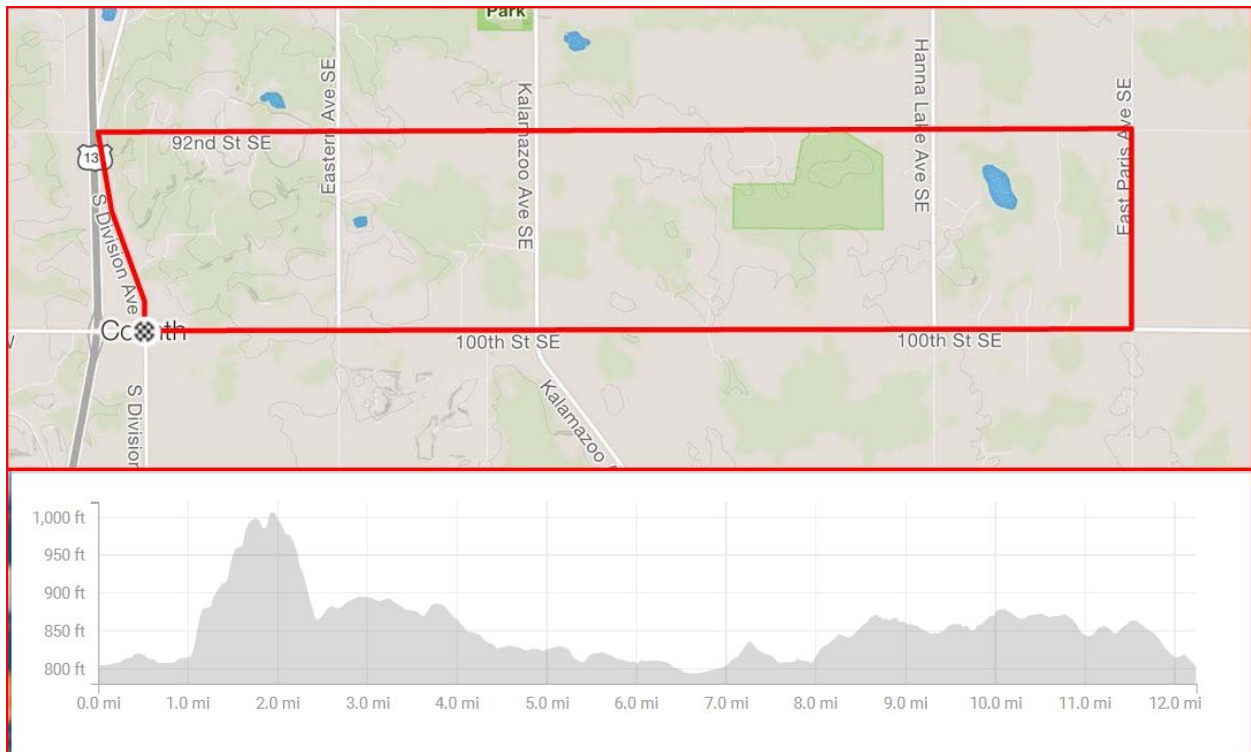 Park
92nd St SE
13
S Division Ave
Eastern Ave SE
Kalamazoo Ave SE
Hanna Lake Ave SE
East Paris Ave SE
100th St SE
100th St SE
S Division
Kalamazoo
1,000 ft
950 ft
900 ft
850 ft
800 ft
0.0 mi 1.0 mi 2.0 mi 3.0 mi 4.0 mi 5.0 mi 6.0 mi 7.0 mi 8.0 mi 9.0 mi 10.0 mi 11.0 mi 12.0 mi